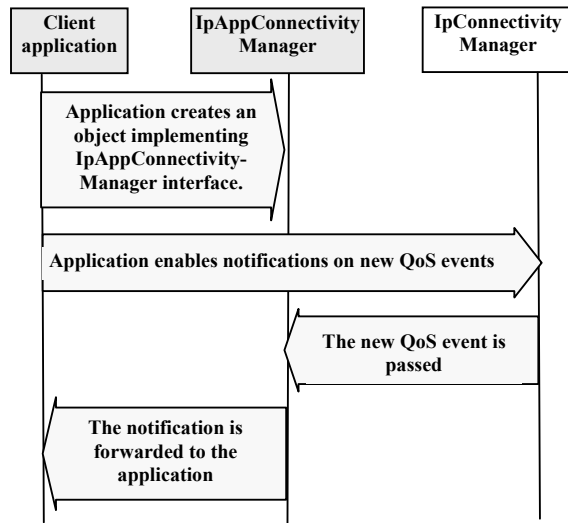 Client
application
IpAppConnectivity
Manager
IpConnectivity
Manager
Application creates an
object implementing
IpAppConnectivity-
Manager interface.
Application enables notifications on new QoS events
The new QoS event is
passed
The notification is
forwarded to the
application